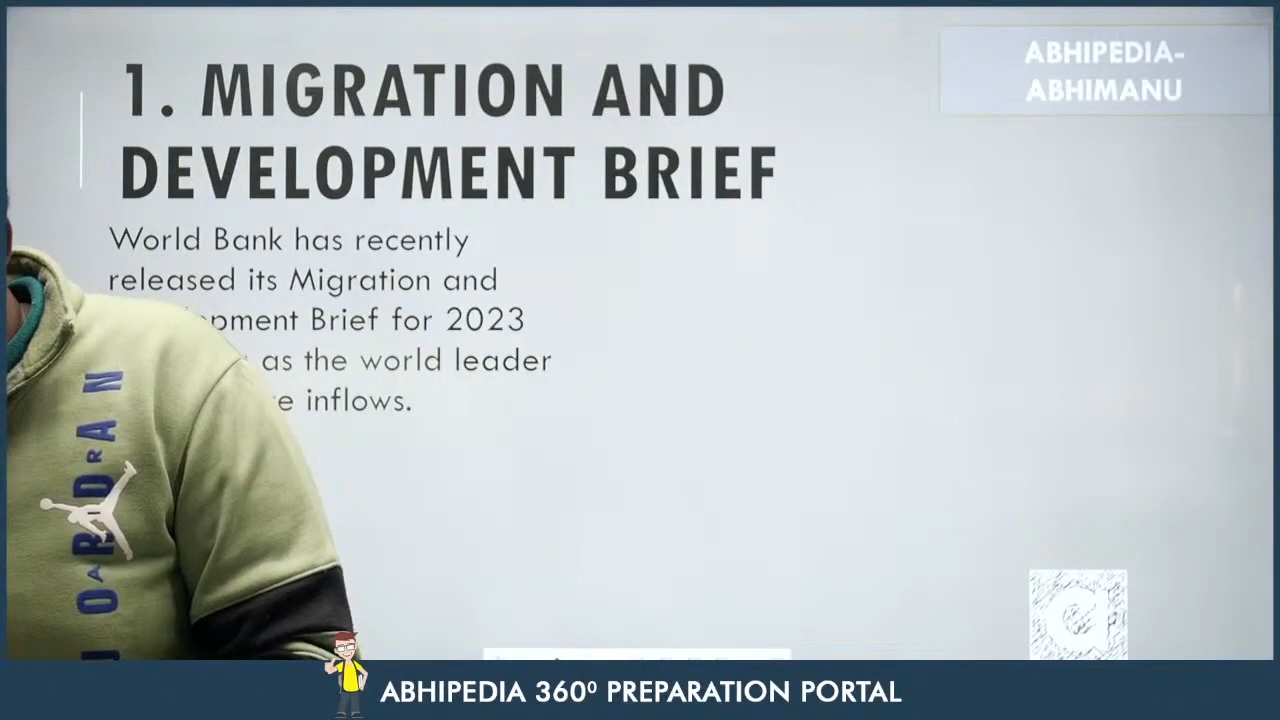 1. MIGRATION AND
DEVELOPMENT BRIEF
ABHIPEDIA-
ABHIMANU
World Bank has recently
released its Migration and
Brief for 2023
as the world leader
inflows.
JORDAN
ABHIPEDIA 360⁰ PREPARATION PORTAL